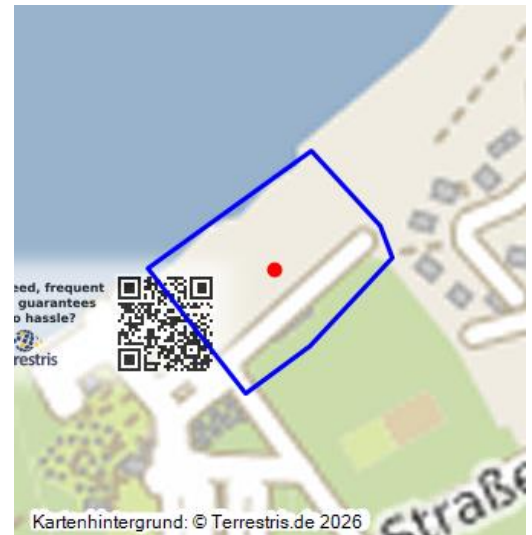 eed, frequent
guarantees
o hassle?
restris
Straße
Kartenhintergrund: © Terrestris.de 2026